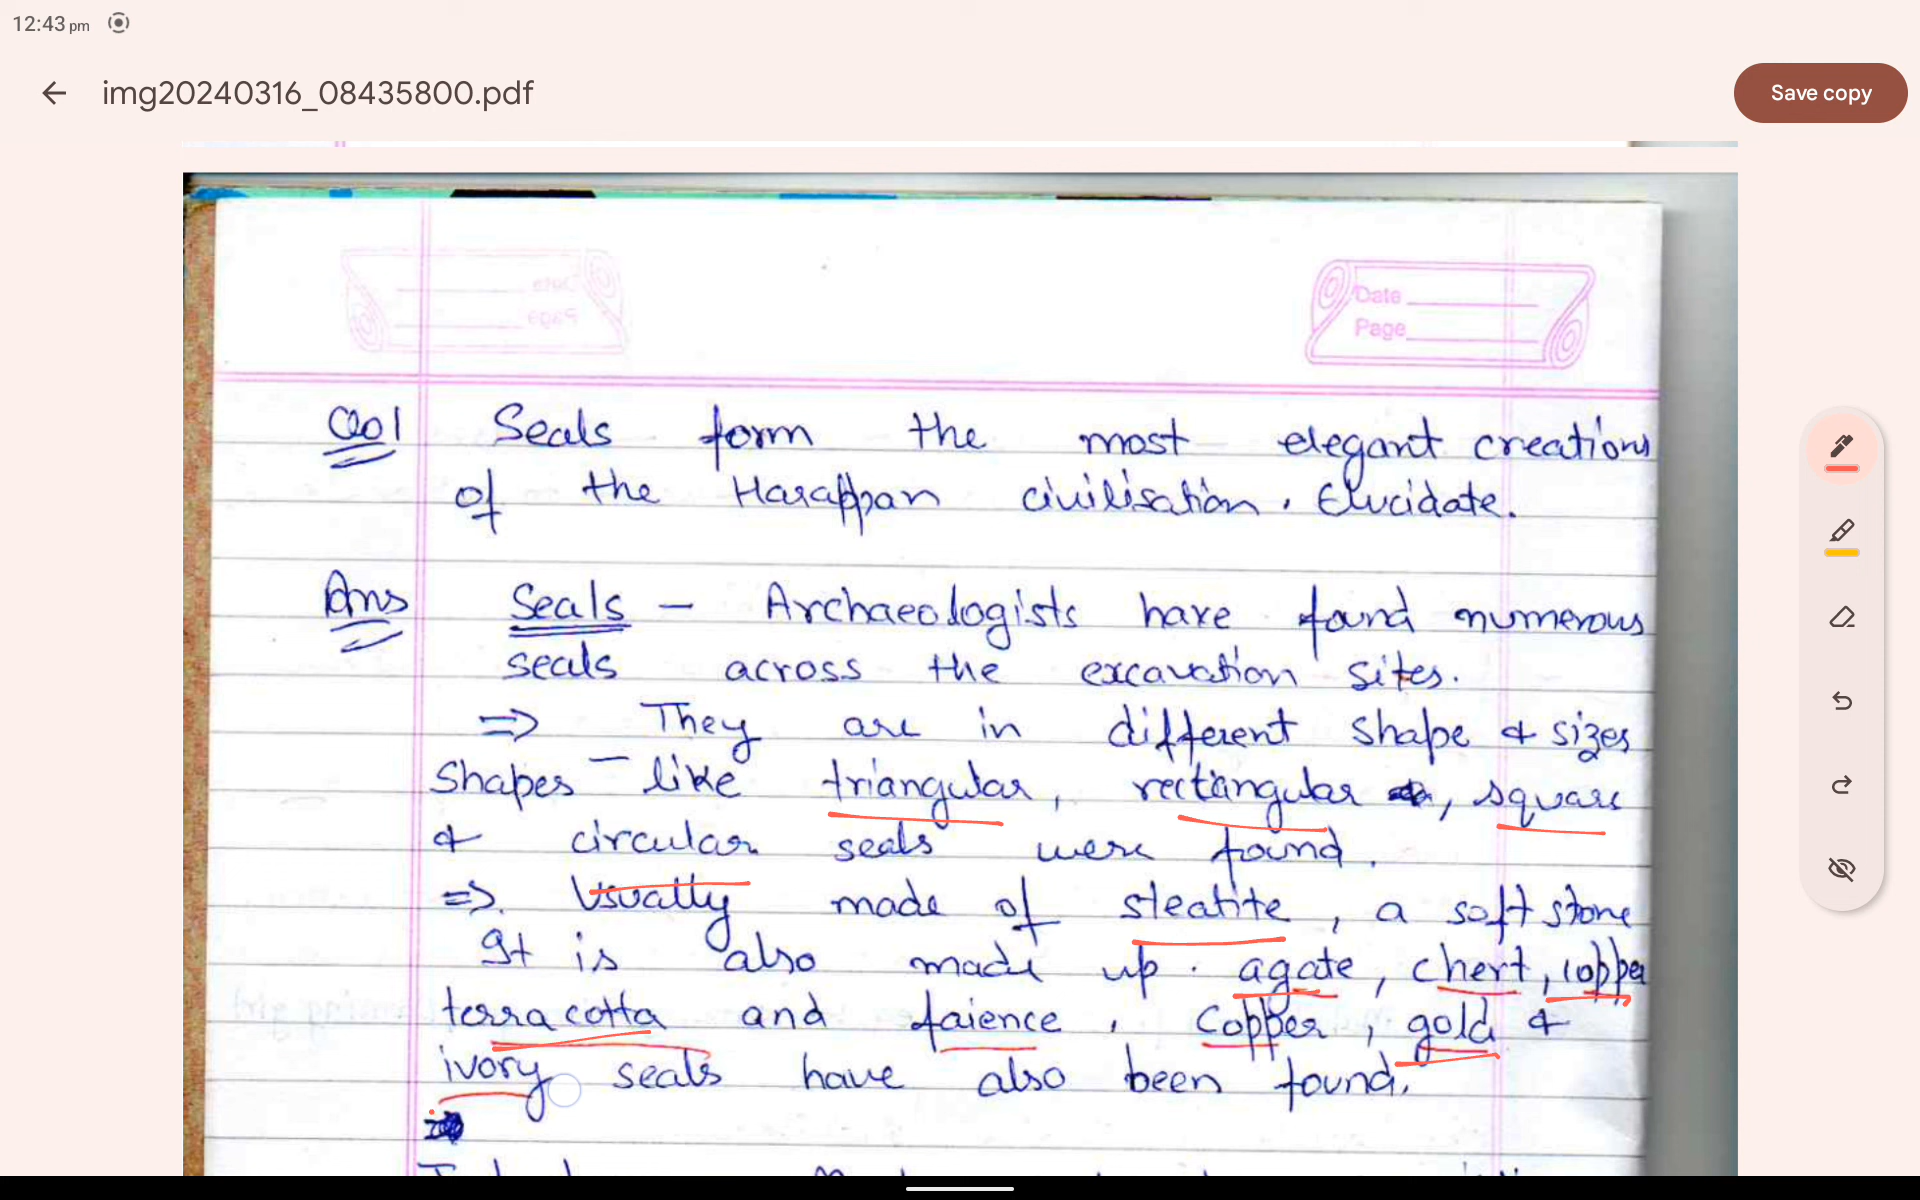 12:43 pm
img20240316_08435800.pdf
Save copy
Date
Page
Q01 Seals form the most elegant creations
of the Harappan civilisation. Elucidate.
Ans Seals - Archaeologists have found numerous
seals across the excavation sites.
=> They are in different shape & sizes
Shapes - like triangular, rectangular, square
& circular seals were found.
=> Usually made of steatite, a soft stone
It is also made up. agate, chert, copper
terracotta and faience. Copper, gold &
ivory seals have also been found.